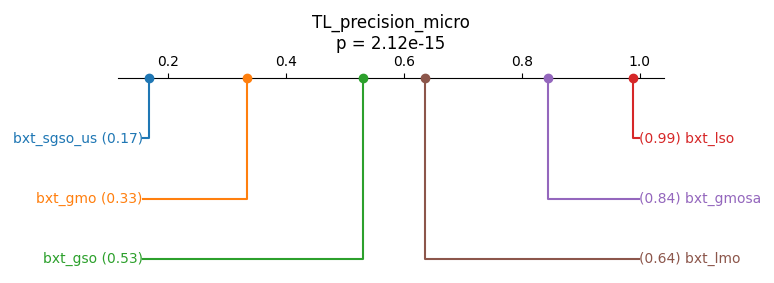 TL_precision_micro
p = 2.12e-15
0.2 0.4 0.6 0.8 1.0
bxt_sgso_us (0.17) (0.99) bxt_lso
bxt_gmo (0.33) (0.84) bxt_gmosa
bxt_gso (0.53) (0.64) bxt_lmo